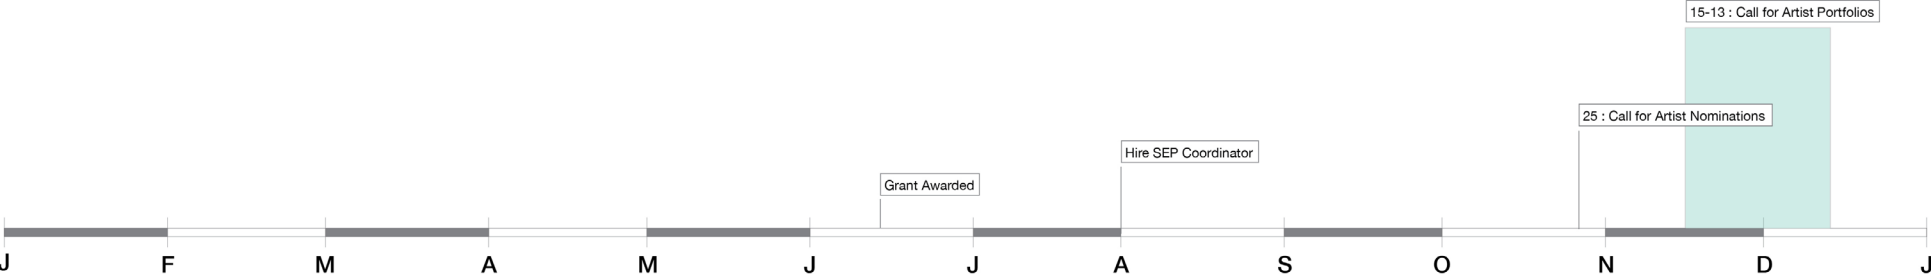 15-13 : Call for Artist Portfolios
25 : Call for Artist Nominations
Hire SEP Coordinator
Grant Awarded
J F M A M J J A S O N D J